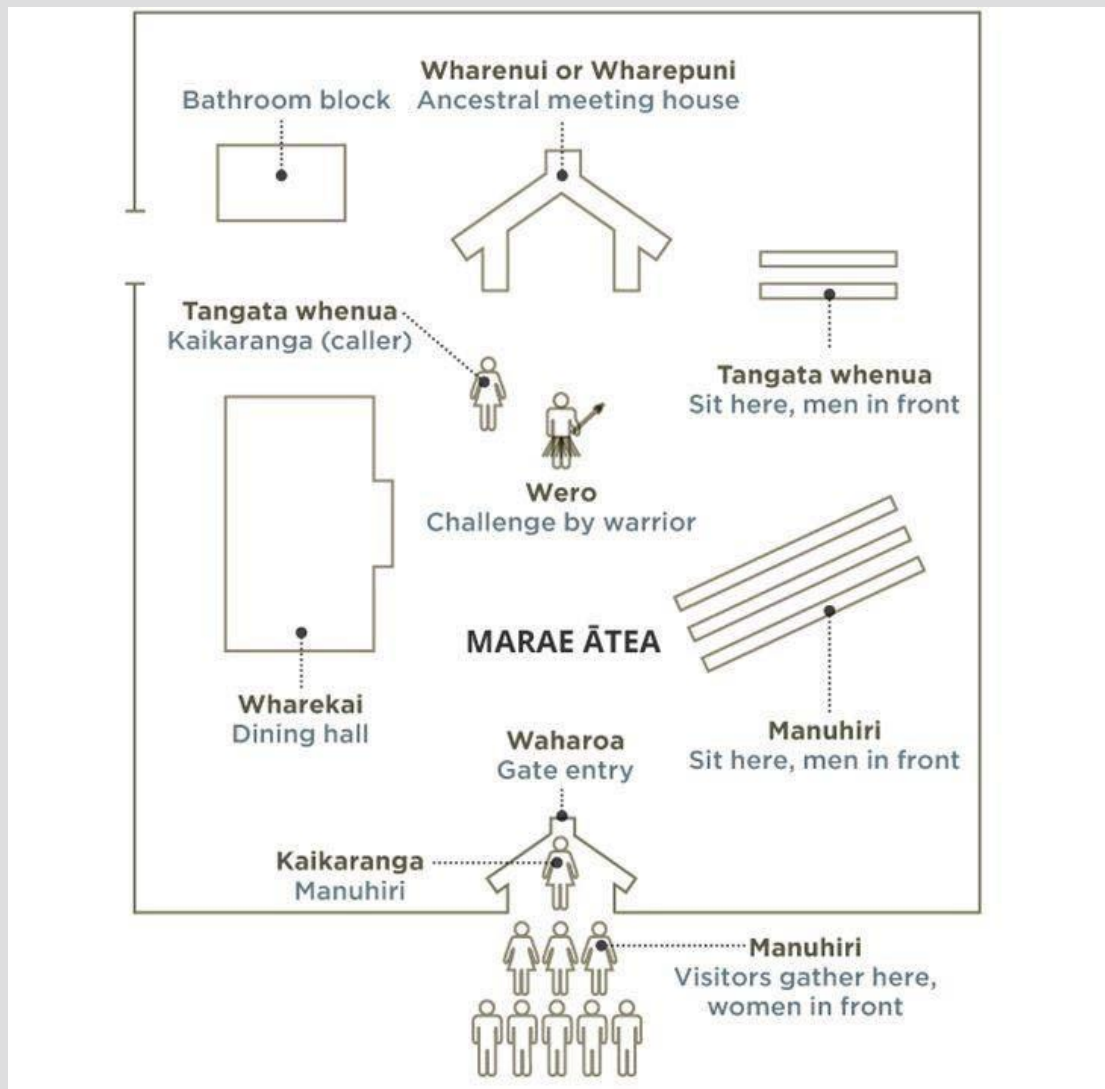 Wharenui or Wharepuni
Ancestral meeting house
Bathroom block
Tangata whenua
Kaikaranga (caller)
Tangata whenua
Sit here, men in front
Wero
Challenge by warrior
MARAE ĀTEA
Wharekai
Dining hall
Manuhiri
Sit here, men in front
Waharoa
Gate entry
Kaikaranga
Manuhiri
Manuhiri
Visitors gather here,
women in front